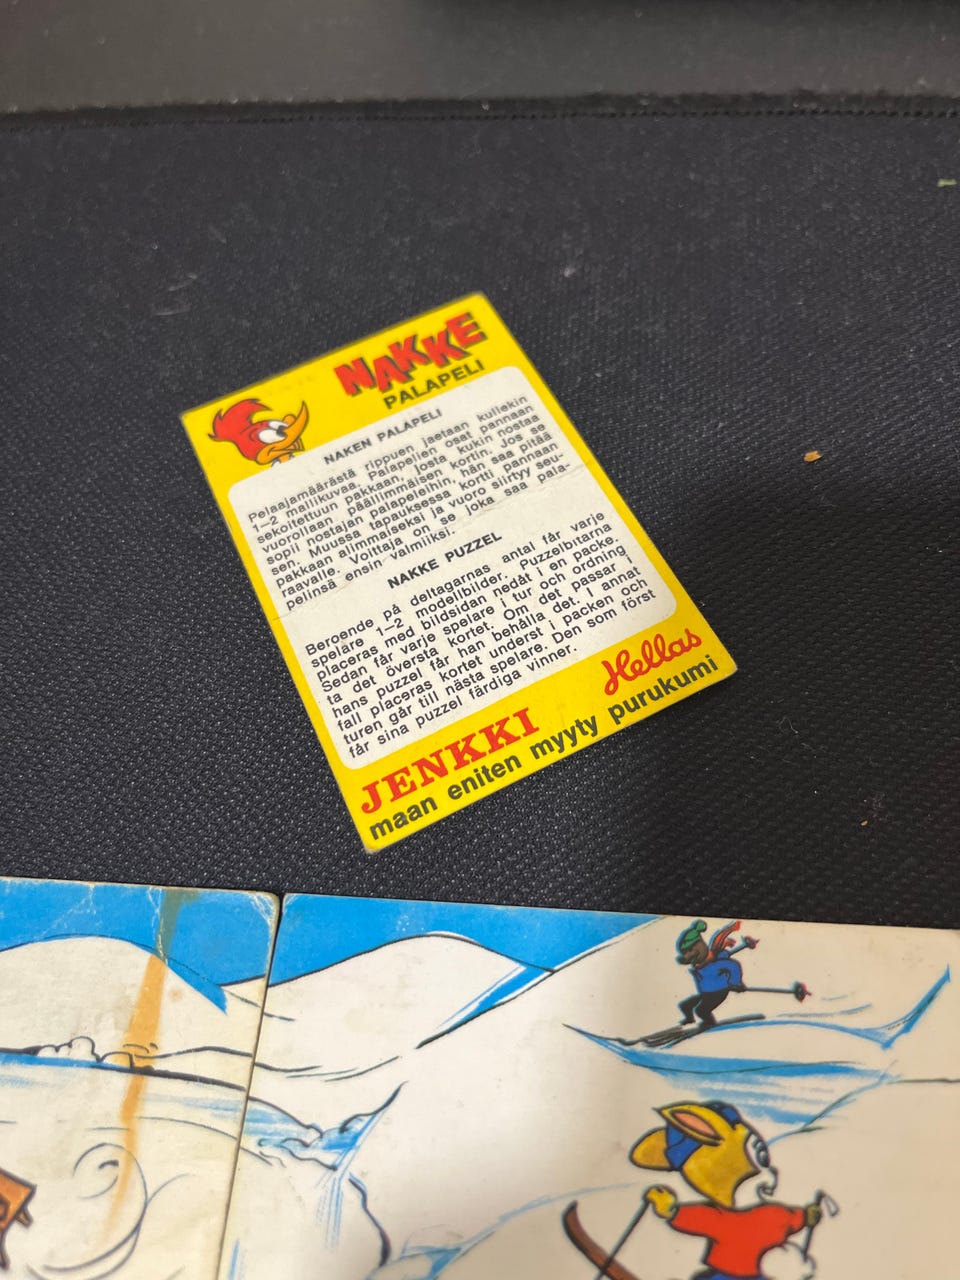 NAKKE
PALAPELI
NAKEN PALAPELI
Pelaajamäärästä rippuen jaetaan kullekin
1–2 mallikuvaa. Palapelien osat pannaan
sekoitettuun pakkaan, josta kukin nostaa
vuorollaan päällimmäisen kortin. Jos se
sopii nostajan palapeleihin, hän saa pitää
sen. Muussa tapauksessa kortti pannaan
pakkaan alimmaiseksi ja vuoro siirtyy seu-
raavalle. Voittaja on se joka saa pala-
pelinsä ensin valmiiksi.
NAKKE PUZZEL
Beroende på deltagarnas antal får varje
spelare 1–2 modellbilder. Puzzelbitarna
placeras med bildsidan nedåt i en packe.
Sedan får varje spelare i tur och ordning
ta det översta kortet. Om det passar i
hans puzzel får han behålla det. I annat
fall placeras kortet underst i packen och
turen går till nästa spelare. Den som först
får sina puzzel färdiga vinner.
JENKKI Hellas
maan eniten myyty purukumi